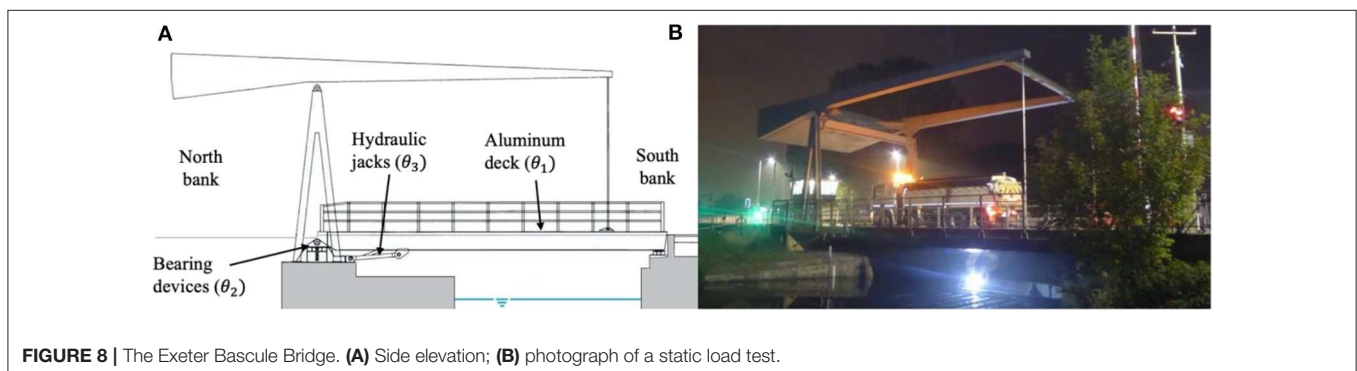 A
B
North
bank
Hydraulic
jacks (θ₃)
Aluminum
deck (θ₁)
South
bank
Bearing
devices (θ₂)
FIGURE 8 | The Exeter Bascule Bridge. (A) Side elevation; (B) photograph of a static load test.